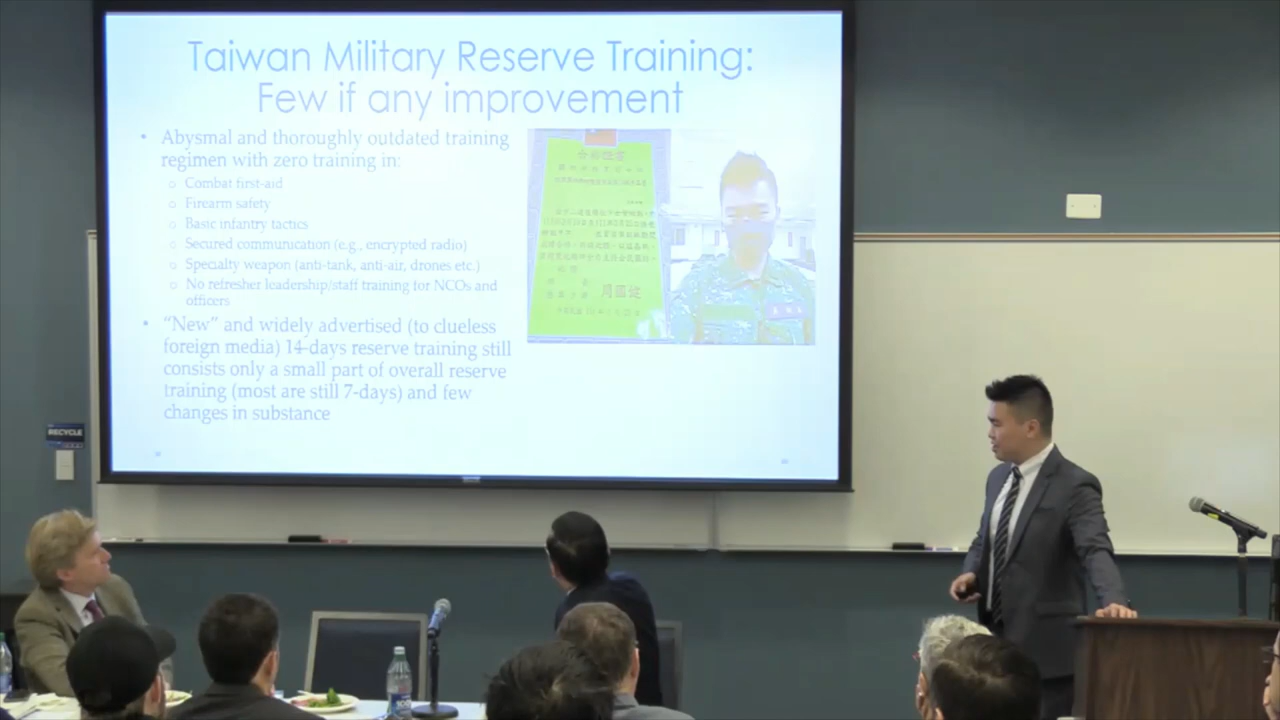 Taiwan Military Reserve Training:
Few if any improvement
• Abysmal and thoroughly outdated training
regimen with zero training in:
o Combat first-aid
o Firearm safety
o Basic infantry tactics
o Secured communication (e.g., encrypted radio)
o Specialty weapon (anti-tank, anti-air, drones etc.)
o No refresher leadership/staff training for NCOs and
officers
• “New” and widely advertised (to clueless
foreign media) 14-days reserve training still
consists only a small part of overall reserve
training (most are still 7-days) and few
changes in substance
周國健
RECYCLE